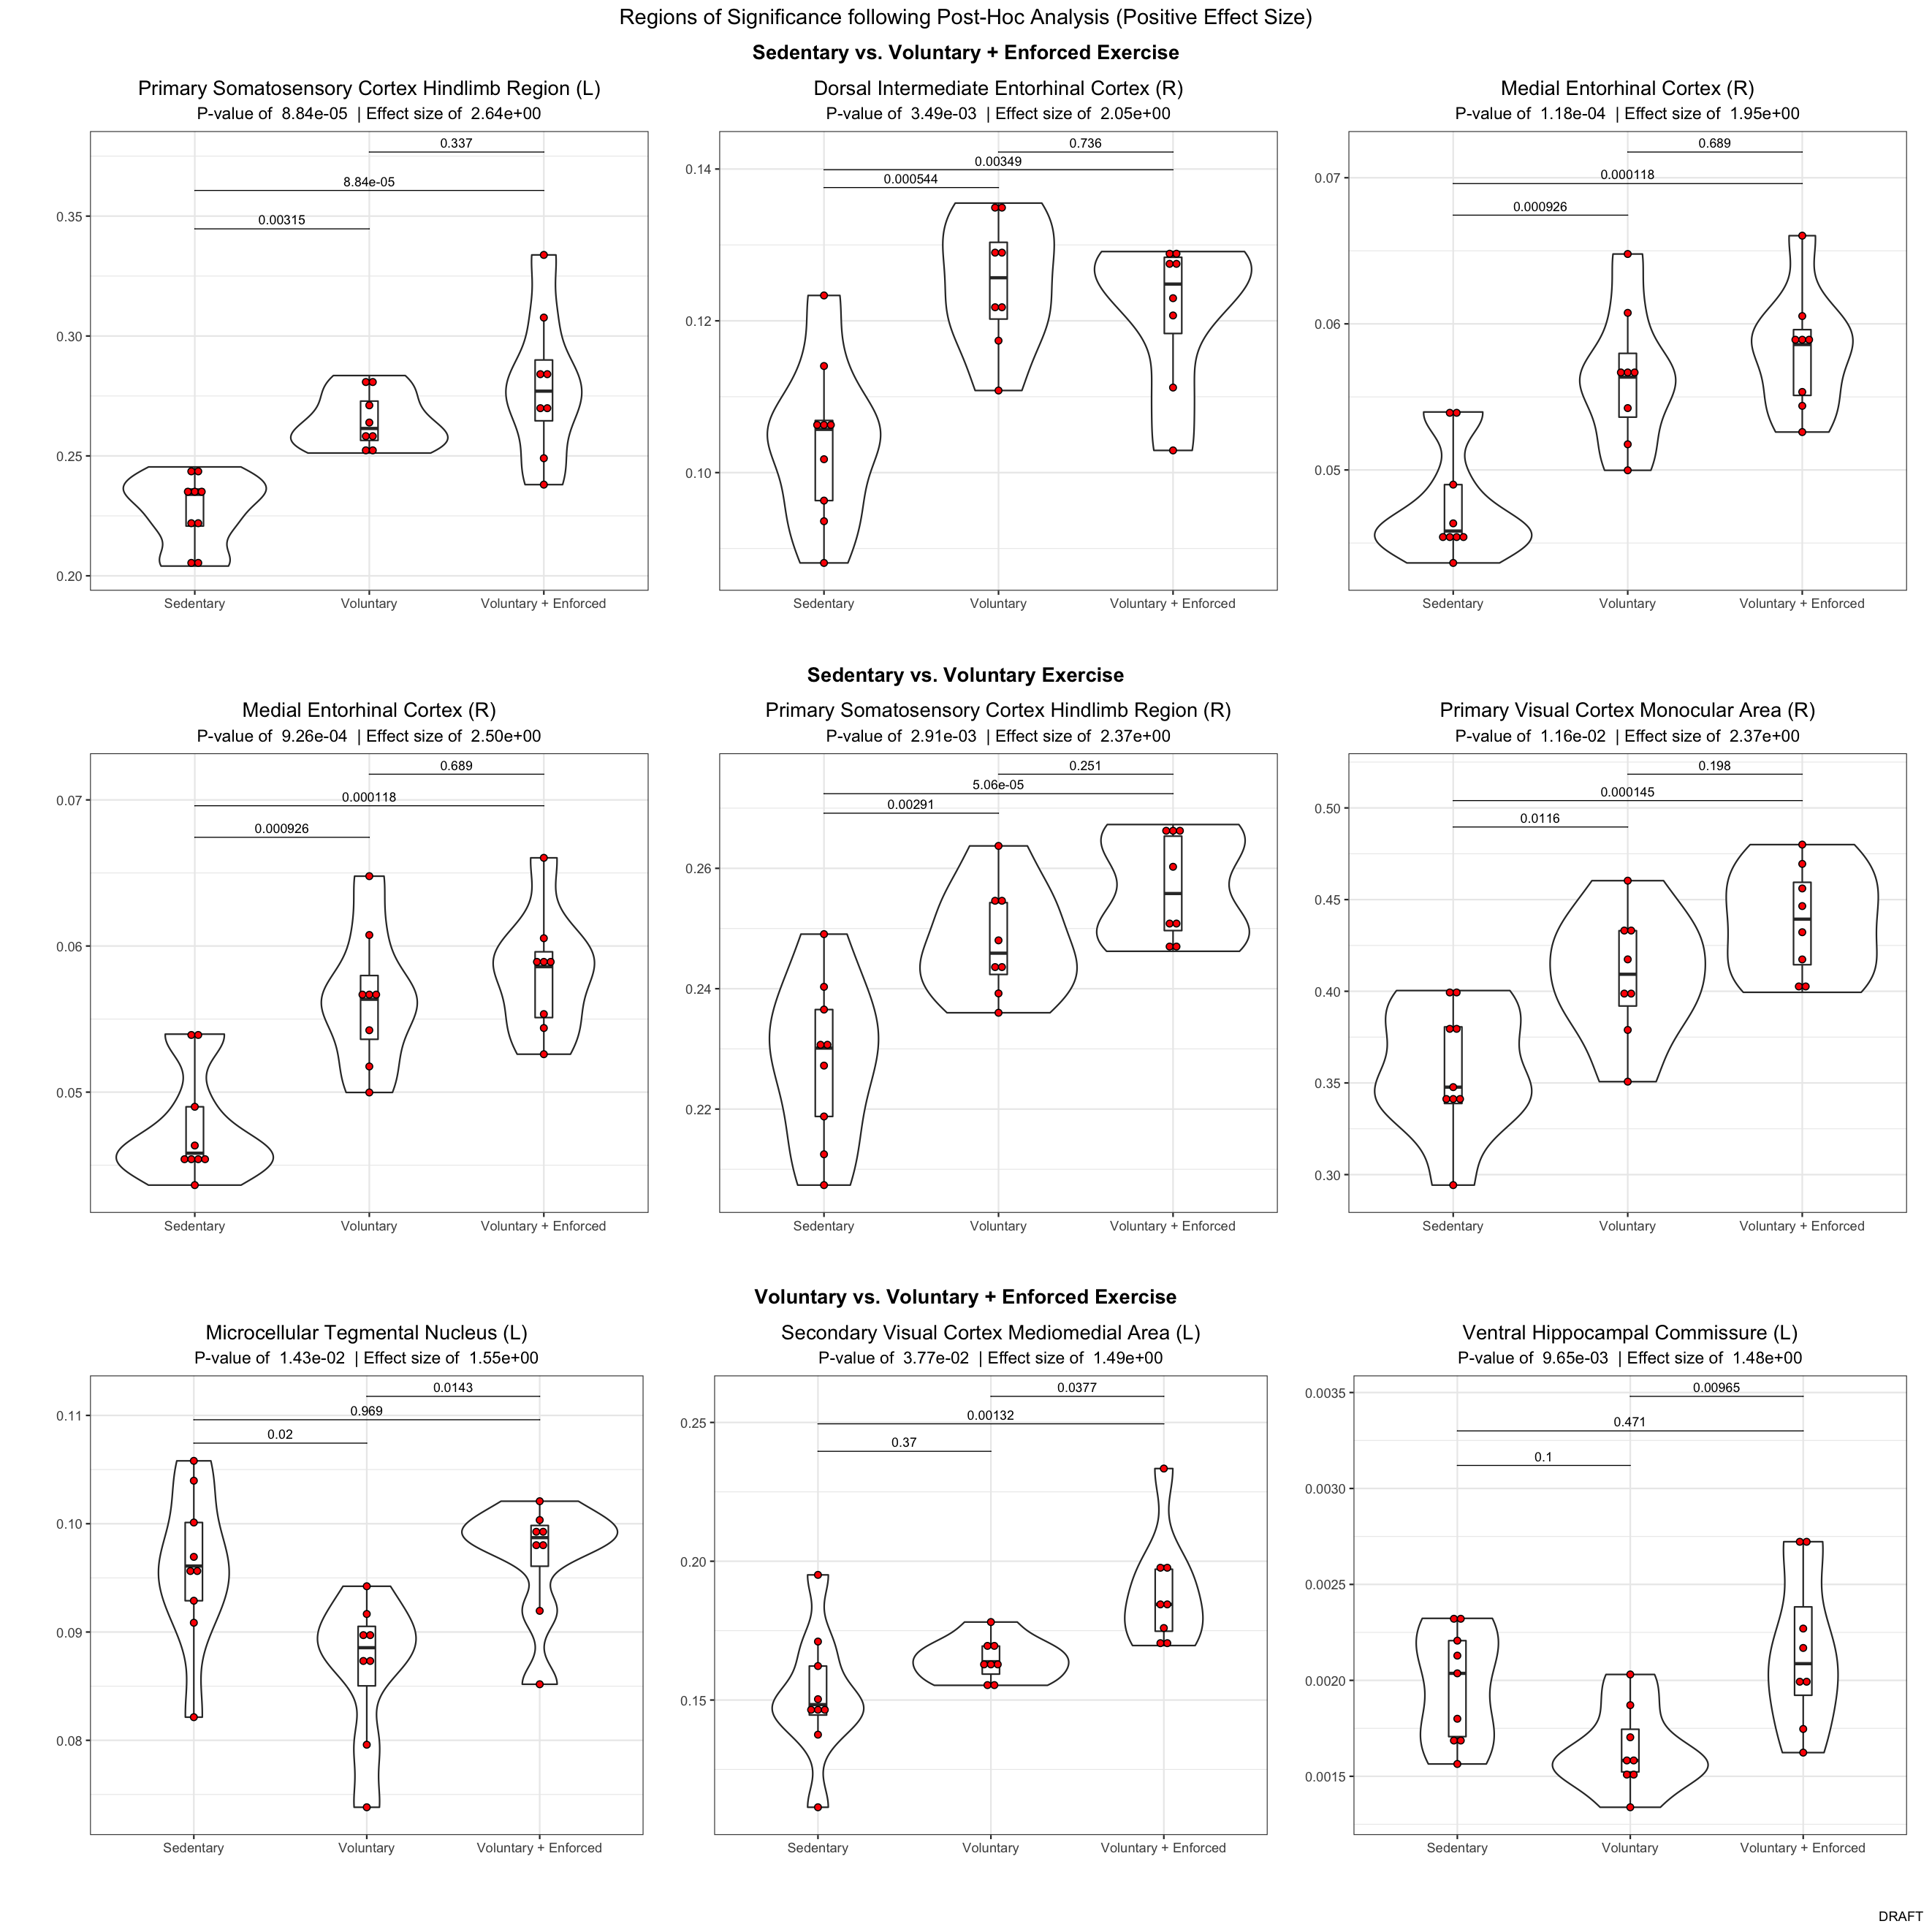 Regions of Significance following Post-Hoc Analysis (Positive Effect Size)
Sedentary vs. Voluntary + Enforced Exercise
Primary Somatosensory Cortex Hindlimb Region (L)
P-value of 8.84e-05 | Effect size of 2.64e+00
0.337
8.84e-05
0.00315
0.35
0.30
0.25
0.20
Sedentary Voluntary Voluntary + Enforced
Dorsal Intermediate Entorhinal Cortex (R)
P-value of 3.49e-03 | Effect size of 2.05e+00
0.736
0.00349
0.000544
0.14
0.12
0.10
Sedentary Voluntary Voluntary + Enforced
Medial Entorhinal Cortex (R)
P-value of 1.18e-04 | Effect size of 1.95e+00
0.689
0.000118
0.000926
0.07
0.06
0.05
Sedentary Voluntary Voluntary + Enforced
Sedentary vs. Voluntary Exercise
Medial Entorhinal Cortex (R)
P-value of 9.26e-04 | Effect size of 2.50e+00
0.689
0.000118
0.000926
0.07
0.06
0.05
Sedentary Voluntary Voluntary + Enforced
Primary Somatosensory Cortex Hindlimb Region (R)
P-value of 2.91e-03 | Effect size of 2.37e+00
0.251
5.06e-05
0.00291
0.26
0.24
0.22
Sedentary Voluntary Voluntary + Enforced
Primary Visual Cortex Monocular Area (R)
P-value of 1.16e-02 | Effect size of 2.37e+00
0.198
0.000145
0.0116
0.50
0.45
0.40
0.35
0.30
Sedentary Voluntary Voluntary + Enforced
Voluntary vs. Voluntary + Enforced Exercise
Microcellular Tegmental Nucleus (L)
P-value of 1.43e-02 | Effect size of 1.55e+00
0.0143
0.969
0.02
0.11
0.10
0.09
0.08
Sedentary Voluntary Voluntary + Enforced
Secondary Visual Cortex Mediomedial Area (L)
P-value of 3.77e-02 | Effect size of 1.49e+00
0.0377
0.00132
0.37
0.25
0.20
0.15
Sedentary Voluntary Voluntary + Enforced
Ventral Hippocampal Commissure (L)
P-value of 9.65e-03 | Effect size of 1.48e+00
0.00965
0.471
0.1
0.0035
0.0030
0.0025
0.0020
0.0015
Sedentary Voluntary Voluntary + Enforced
DRAFT